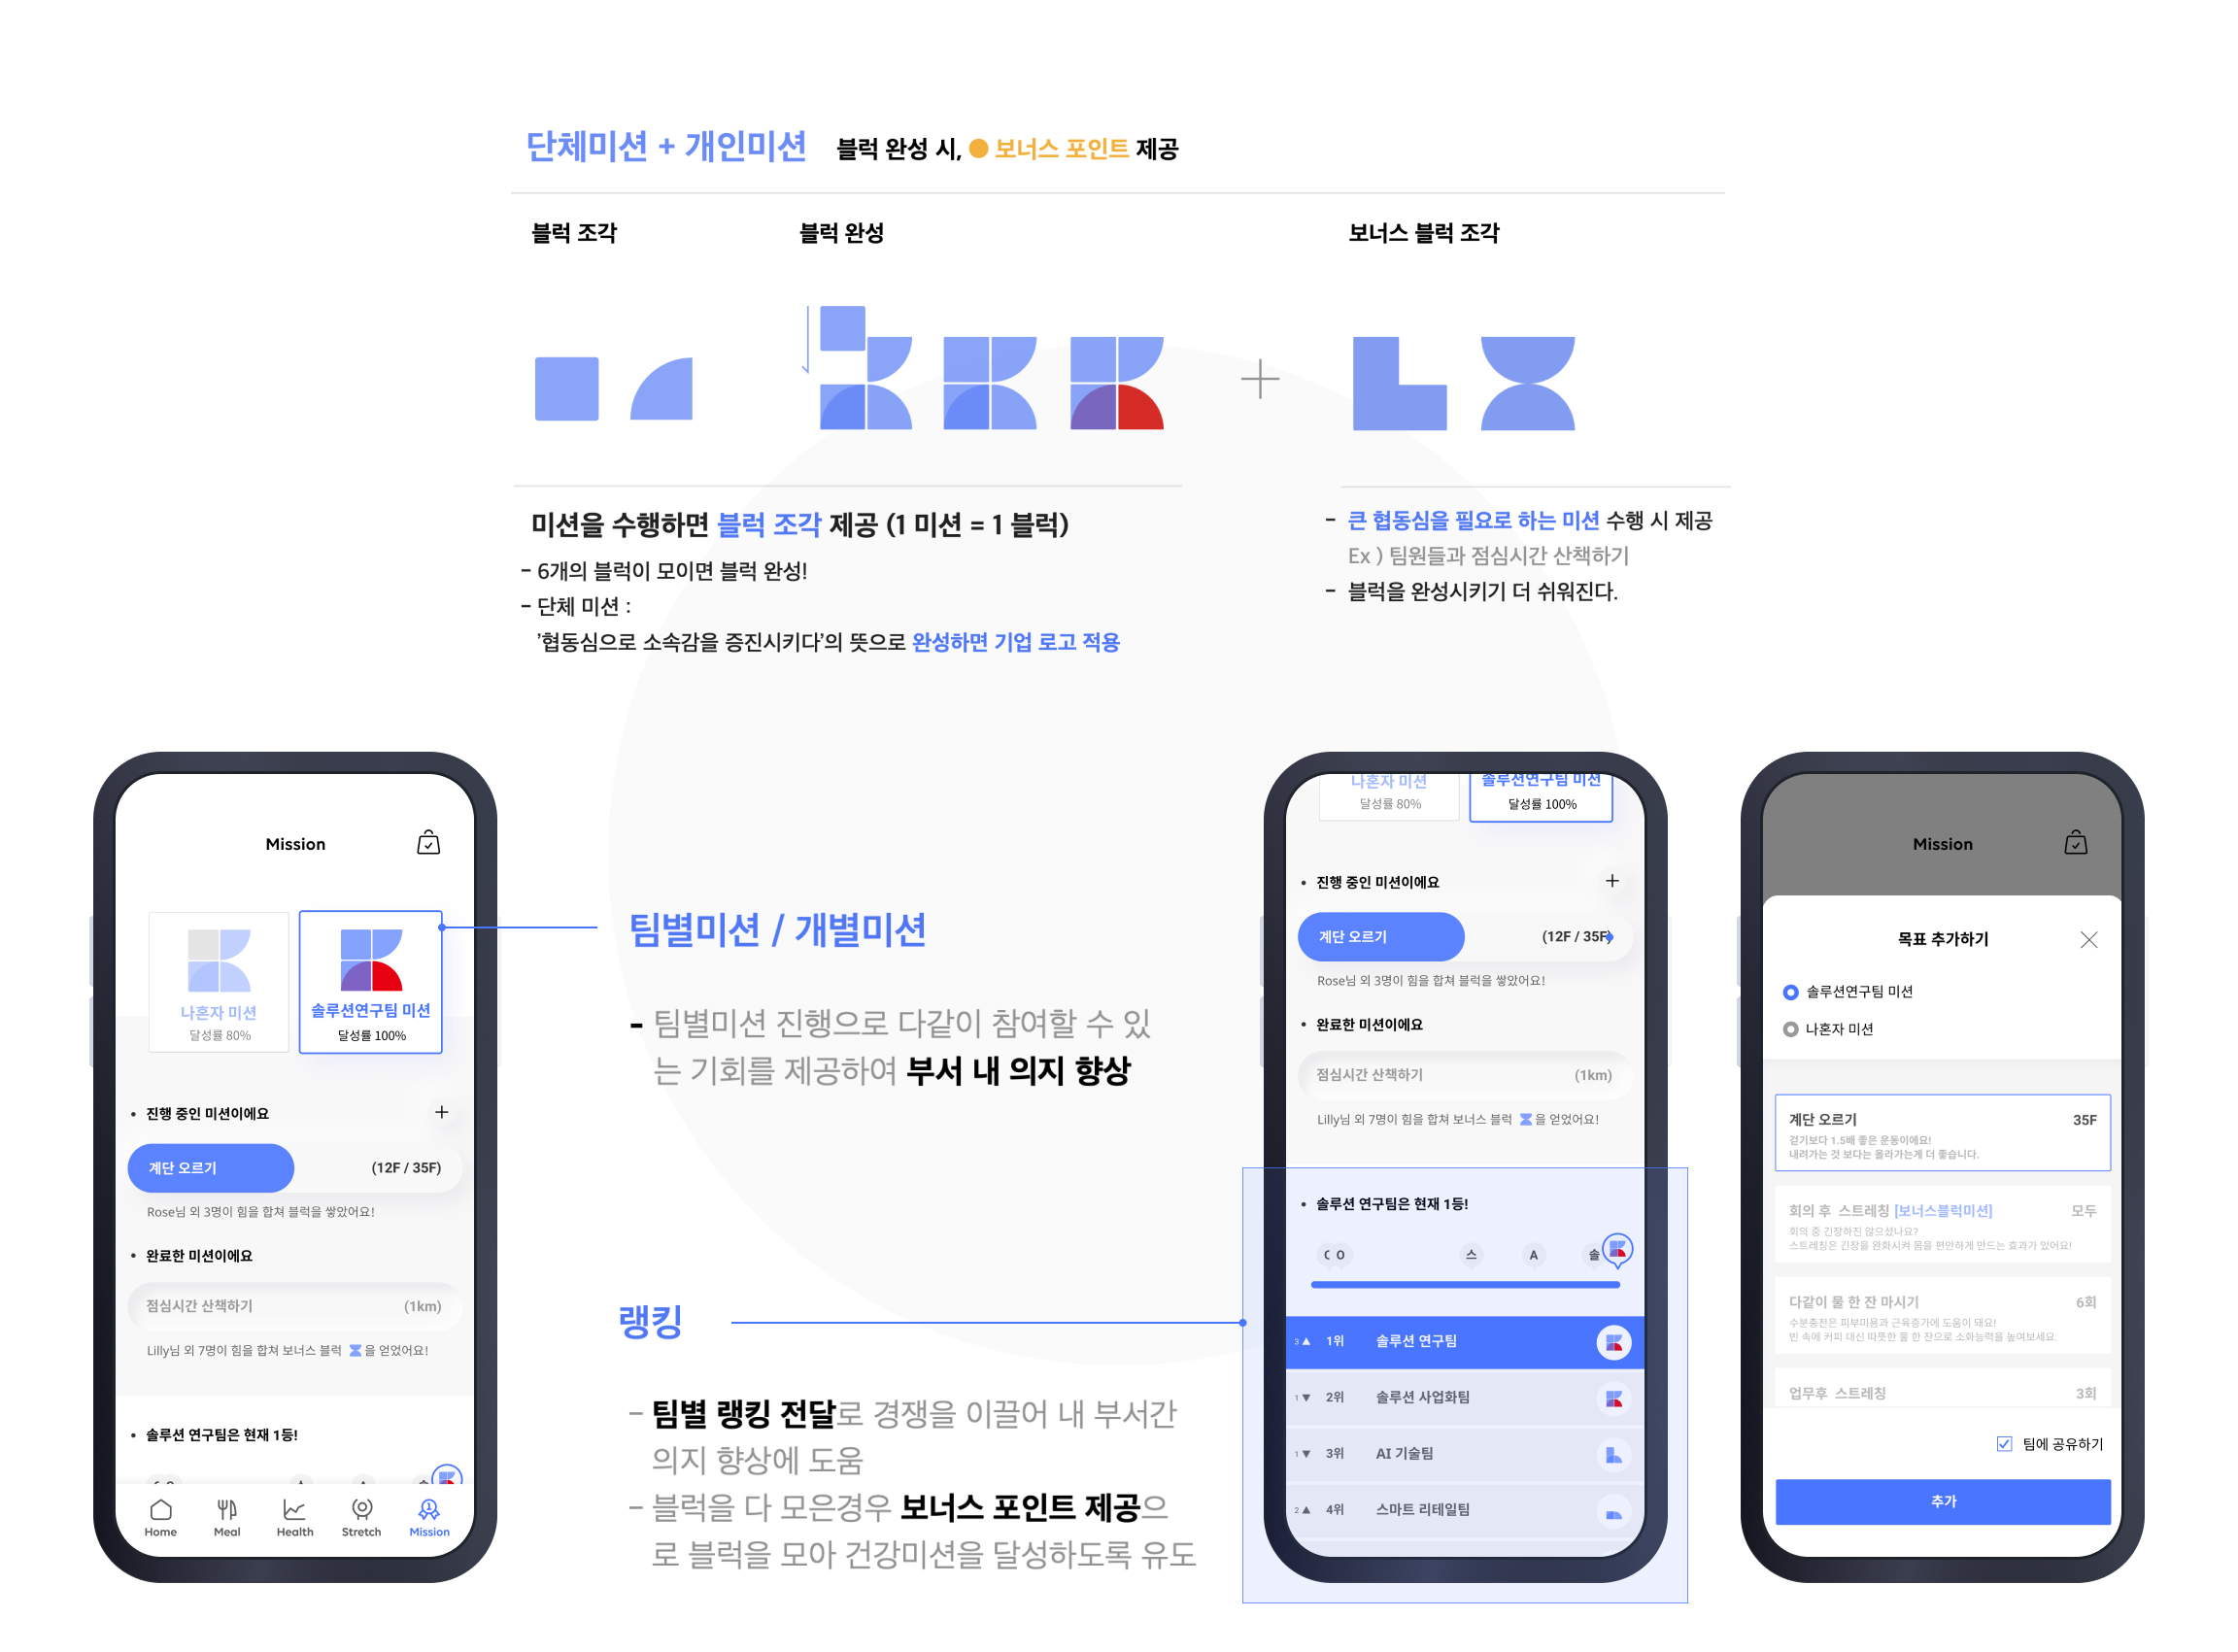 단체미션 + 개인미션 블럭 완성 시, 보너스 포인트 제공
블럭 조각
블럭 완성
보너스 블럭 조각
미션을 수행하면 블럭 조각 제공 (1 미션 = 1 블럭)
- 6개의 블럭이 모이면 블럭 완성!
- 단체 미션 :
'협동심으로 소속감을 증진시키다'의 뜻으로 완성하면 기업 로고 적용
- 큰 협동심을 필요로 하는 미션 수행 시 제공
Ex ) 팀원들과 점심시간 산책하기
- 블럭을 완성시키기 더 쉬워진다.
Mission
나혼자 미션
달성률 80%
솔루션연구팀 미션
달성률 100%
• 진행 중인 미션이에요 +
계단 오르기 (12F / 35F)
Rose님 외 3명이 힘을 합쳐 블럭을 쌓았어요!
• 완료한 미션이에요
점심시간 산책하기 (1km)
Lilly님 외 7명이 힘을 합쳐 보너스 블럭 을 얻었어요!
• 솔루션 연구팀은 현재 1등!
Home Meal Health Stretch Mission
팀별미션 / 개별미션
- 팀별미션 진행으로 다같이 참여할 수 있
는 기회를 제공하여 부서 내 의지 향상
랭킹
- 팀별 랭킹 전달로 경쟁을 이끌어 내 부서간
의지 향상에 도움
- 블럭을 다 모은경우 보너스 포인트 제공으
로 블럭을 모아 건강미션을 달성하도록 유도
나혼자 미션
달성률 80%
솔루션연구팀 미션
달성률 100%
• 진행 중인 미션이에요 +
계단 오르기 (12F / 35F)
Rose님 외 3명이 힘을 합쳐 블럭을 쌓았어요!
• 완료한 미션이에요
점심시간 산책하기 (1km)
Lilly님 외 7명이 힘을 합쳐 보너스 블럭 을 얻었어요!
• 솔루션 연구팀은 현재 1등!
O 스 A 솔
3 ▲ 1위 솔루션 연구팀
1 ▼ 2위 솔루션 사업화팀
1 ▼ 3위 AI 기술팀
2 ▲ 4위 스마트 리테일팀
Mission
목표 추가하기
솔루션연구팀 미션
나혼자 미션
계단 오르기 35F
걷기보다 1.5배 좋은 운동이에요!
내려가는 것 보다는 올라가는게 더 좋습니다.
회의 후 스트레칭 [보너스블럭미션] 모두
회의 중 긴장하진 않으셨나요?
스트레칭은 긴장을 완화시켜 몸을 편안하게 만드는 효과가 있어요!
다같이 물 한 잔 마시기 6회
수분충전은 피부미용과 근육증가에 도움이 돼요!
빈 속에 커피 대신 따뜻한 물 한 잔으로 소화능력을 높여보세요.
업무후 스트레칭 3회
팀에 공유하기
추가